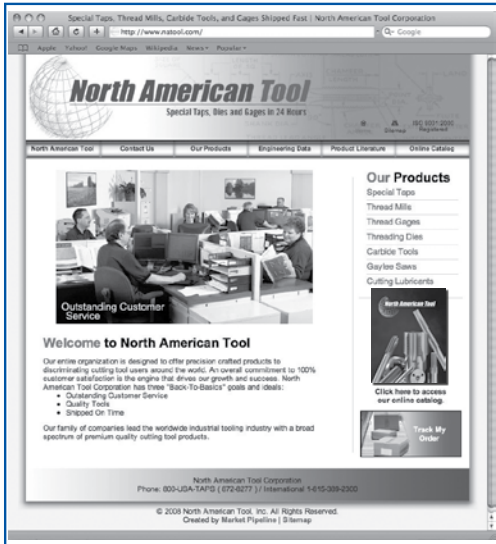 Special Taps, Thread Mills, Carbide Tools, and Gages Shipped Fast | North American Tool Corporation
http://www.natool.com/
Google
Apple Yahoo! Google Maps Wikipedia News Popular
North American Tool
Special Taps, Dies and Gages in 24 Hours
Sitemap
ISO 9001:2000
Registered
North American Tool Contact Us Our Products Engineering Data Product Literature Online Catalog
Outstanding Customer
Service
Our Products
Special Taps
Thread Mills
Thread Gages
Threading Dies
Carbide Tools
Gaylee Saws
Cutting Lubricants
North American Tool
Click here to access
our online catalog.
Track My
Order
Welcome to North American Tool
Our entire organization is designed to offer precision crafted products to
discriminating cutting tool users around the world. An overall commitment to 100%
customer satisfaction is the engine that drives our growth and success. North
American Tool Corporation has three "Back-To-Basics" goals and ideals:
• Outstanding Customer Service
• Quality Tools
• Shipped On Time
Our family of companies lead the worldwide industrial tooling industry with a broad
spectrum of premium quality cutting tool products.
North American Tool Corporation
Phone: 800-USA-TAPS ( 872-8277 ) / International 1-815-389-2300
© 2008 North American Tool, Inc. All Rights Reserved.
Created by Market Pipeline | Sitemap